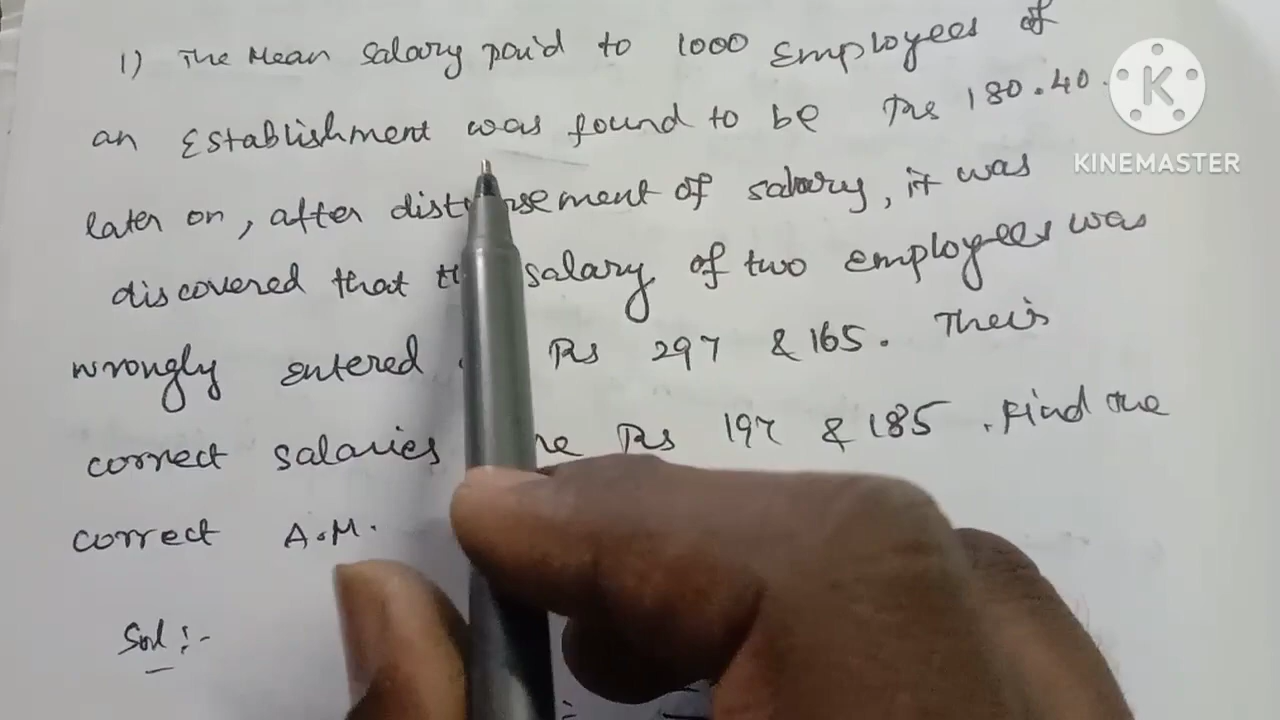 1) The Mean salary paid to 1000 Employees of
an Establishment was found to be Rs 180.40.
later on, after disbursement of salary, it was
discovered that the salary of two employees was
wrongly entered Rs 297 & 165. Their
correct salaries Rs 197 & 185. Find the
correct A.M.
Sol :-
K
KINEMASTER